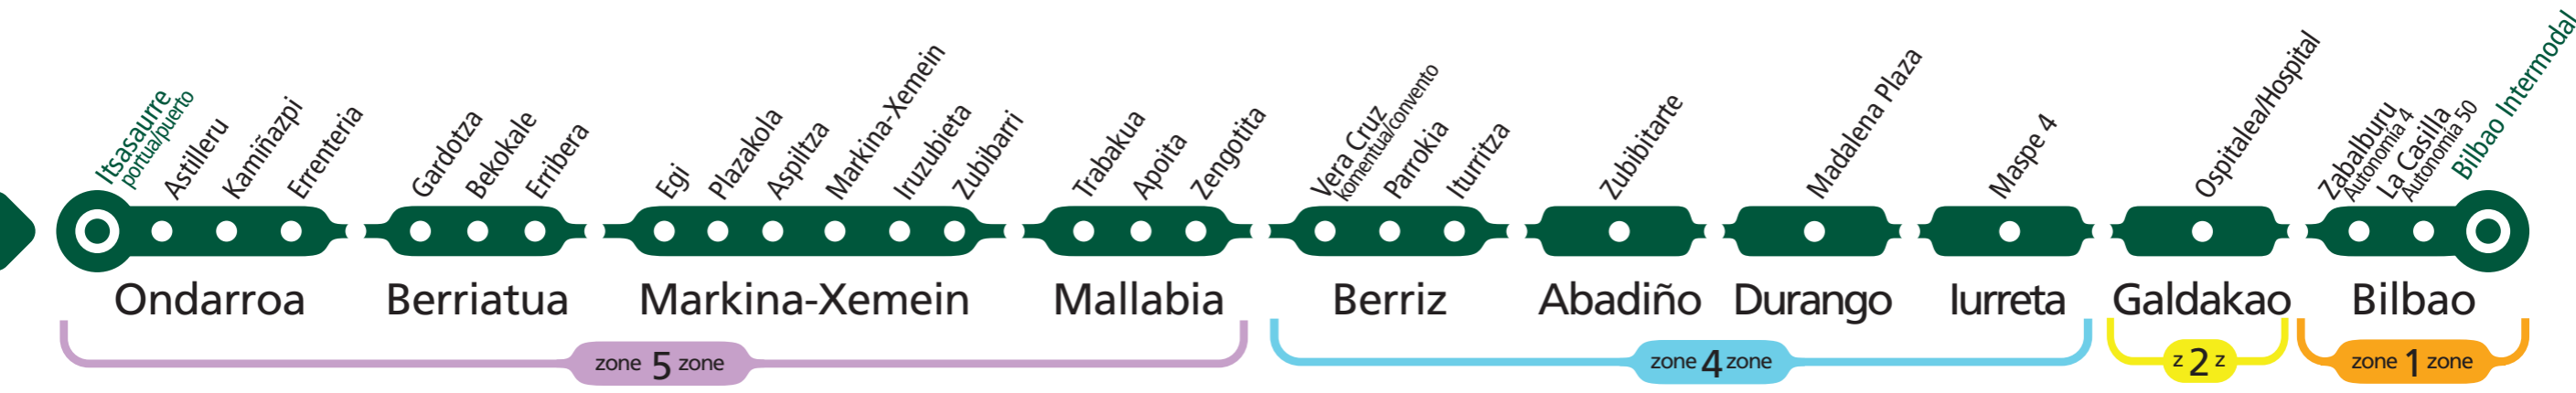 Itsasaurre
portua/puerto
Astilleru
Kamiñazpi
Errenteria
Gardotza
Bekokale
Erribera
Egi
Plazakola
Aspiltza
Markina-Xemein
Iruzubieta
Zubibarri
Trabakua
Apoita
Zengotita
Vera Cruz
komentua/convento
Parrokia
Iturritza
Zubibitarte
Madalena Plaza
Maspe 4
Ospitalea/Hospital
Zabalburu
Autonomía 4
La Casilla
Autonomía 50
Bilbao Intermodal
Ondarroa
Berriatua
Markina-Xemein
Mallabia
Berriz
Abadiño
Durango
Iurreta
Galdakao
Bilbao
zone 5 zone
zone 4 zone
z 2 z
zone 1 zone